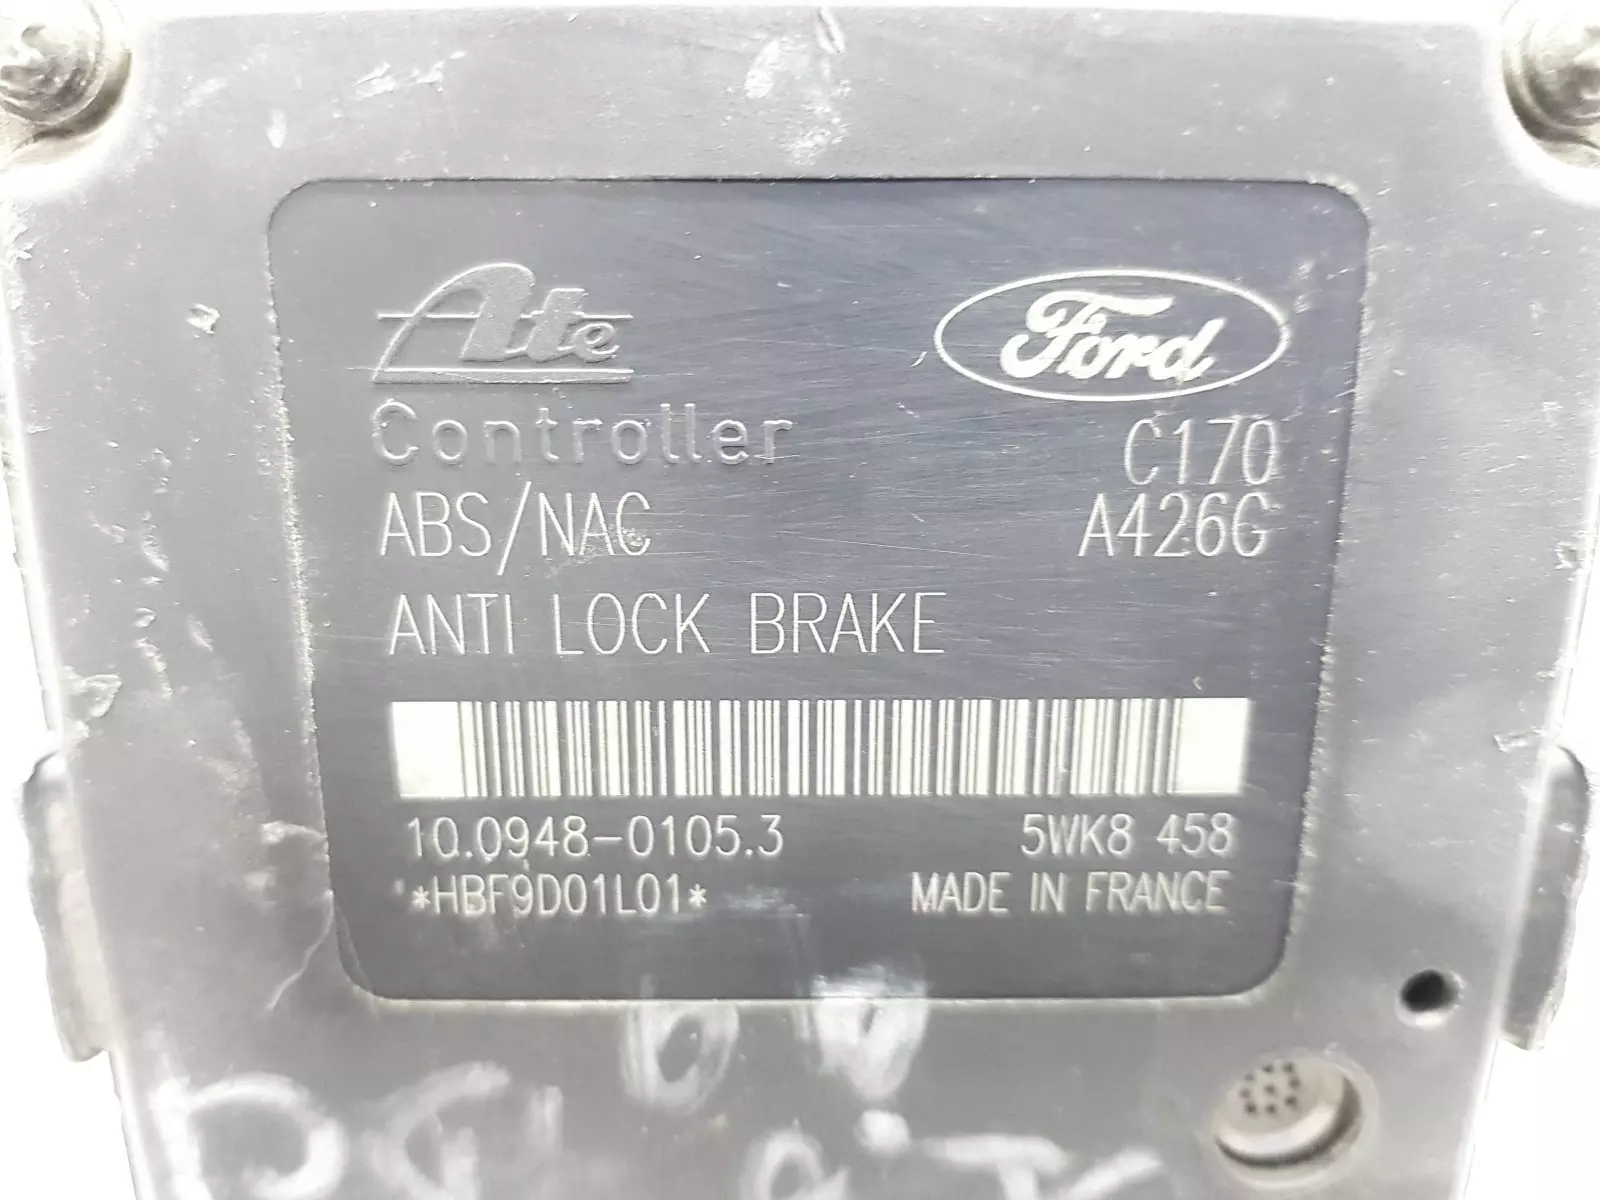 Ate
Ford
Controller
C170
ABS/NAC
A426G
ANTI LOCK BRAKE
10.0948-0105.3
5WK8 458
*HBF9D01L01*
MADE IN FRANCE